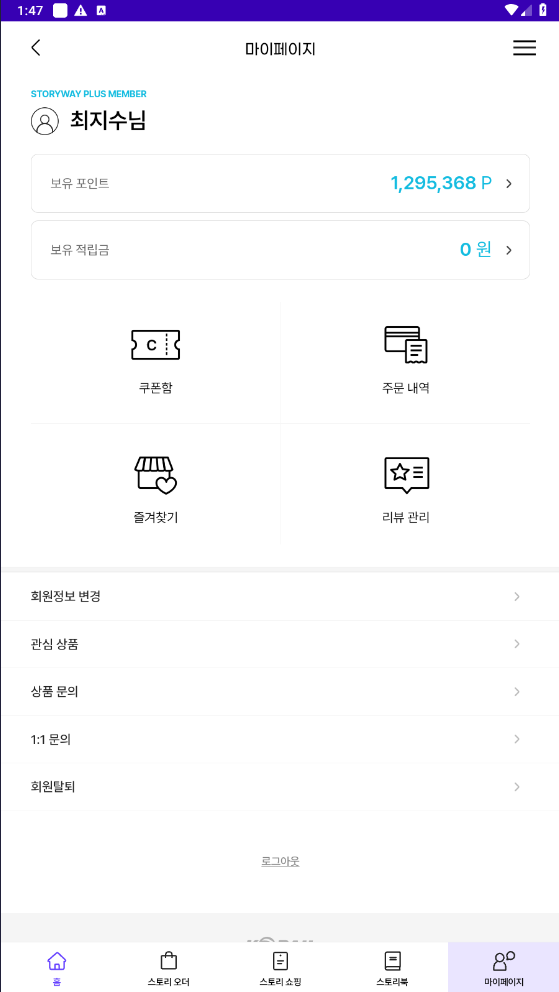 1:47
마이페이지
STORYWAY PLUS MEMBER
최지수님
보유 포인트 1,295,368 P
보유 적립금 0 원
쿠폰함 주문 내역
즐겨찾기 리뷰 관리
회원정보 변경
관심 상품
상품 문의
1:1 문의
회원탈퇴
로그아웃
홈 스토리 오더 스토리 쇼핑 스토리북 마이페이지